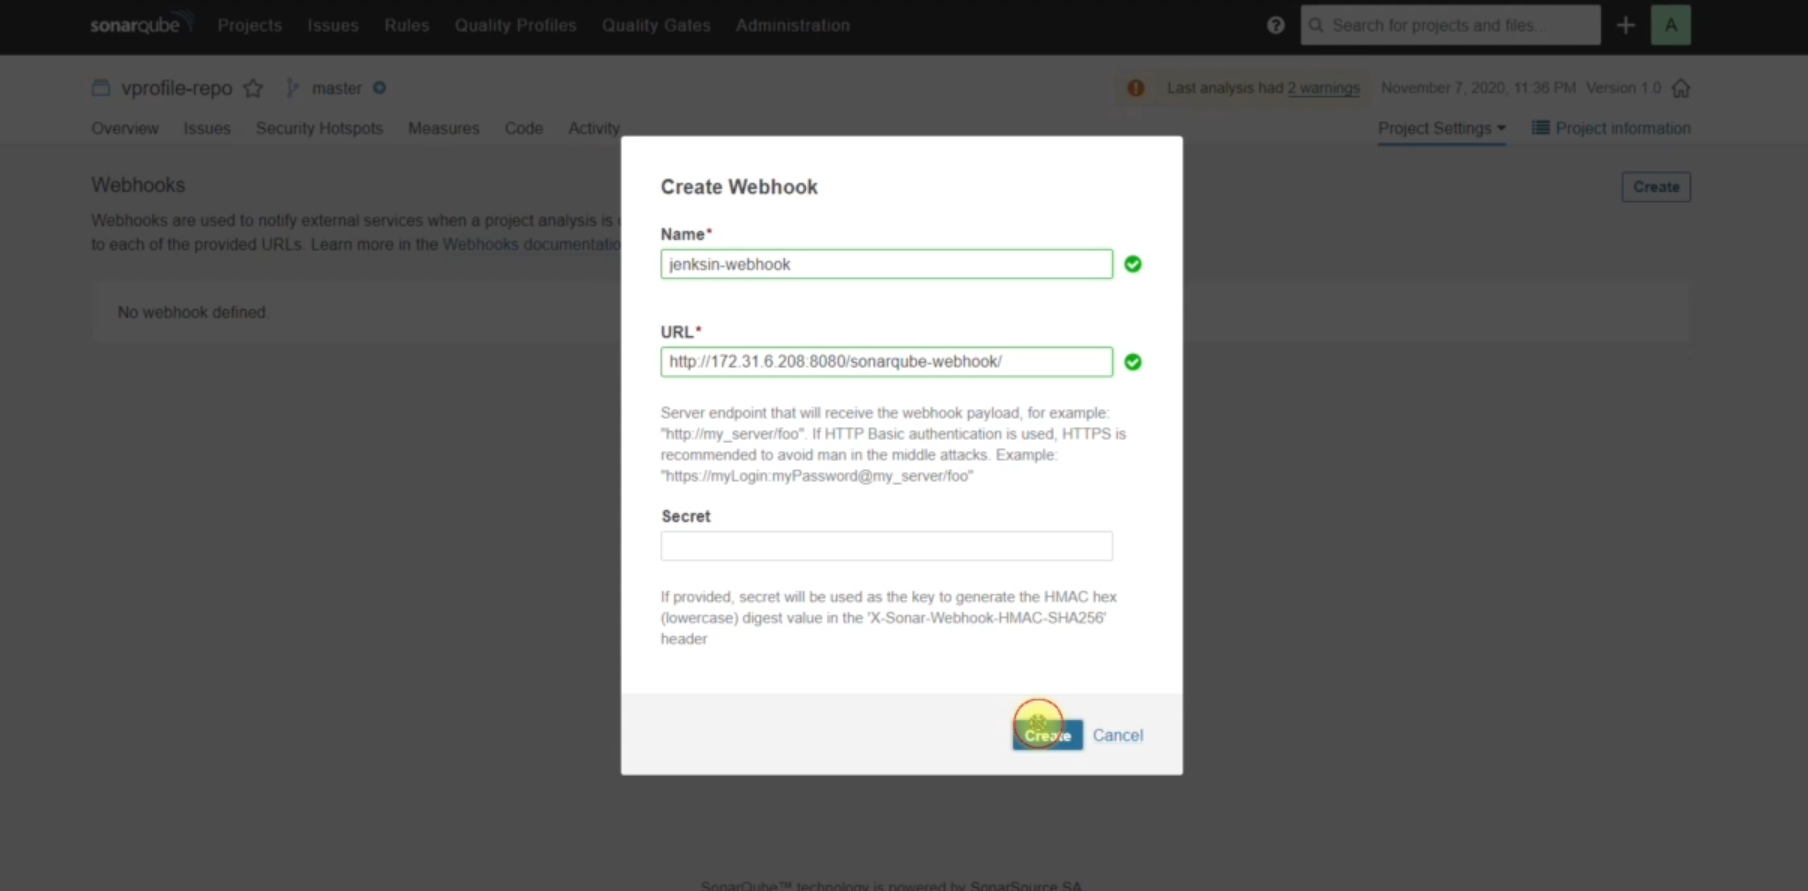 sonarqube Projects Issues Rules Quality Profiles Quality Gates Administration ? Search for projects and files... + A
vprofile-repo master Last analysis had 2 warnings November 7, 2020, 11:36 PM Version 1.0
Overview Issues Security Hotspots Measures Code Activity Project Settings Project information
Webhooks
Create
Webhooks are used to notify external services when a project analysis is
to each of the provided URLs. Learn more in the Webhooks documentatio
No webhook defined.
Create Webhook
Name*
jenksin-webhook
URL*
http://172.31.6.208:8080/sonarqube-webhook/
Server endpoint that will receive the webhook payload, for example:
"http://my_server/foo". If HTTP Basic authentication is used, HTTPS is
recommended to avoid man in the middle attacks. Example:
"https://myLogin:myPassword@my_server/foo"
Secret
If provided, secret will be used as the key to generate the HMAC hex
(lowercase) digest value in the 'X-Sonar-Webhook-HMAC-SHA256'
header
Create Cancel
SonarQube™ technology is powered by SonarSource SA